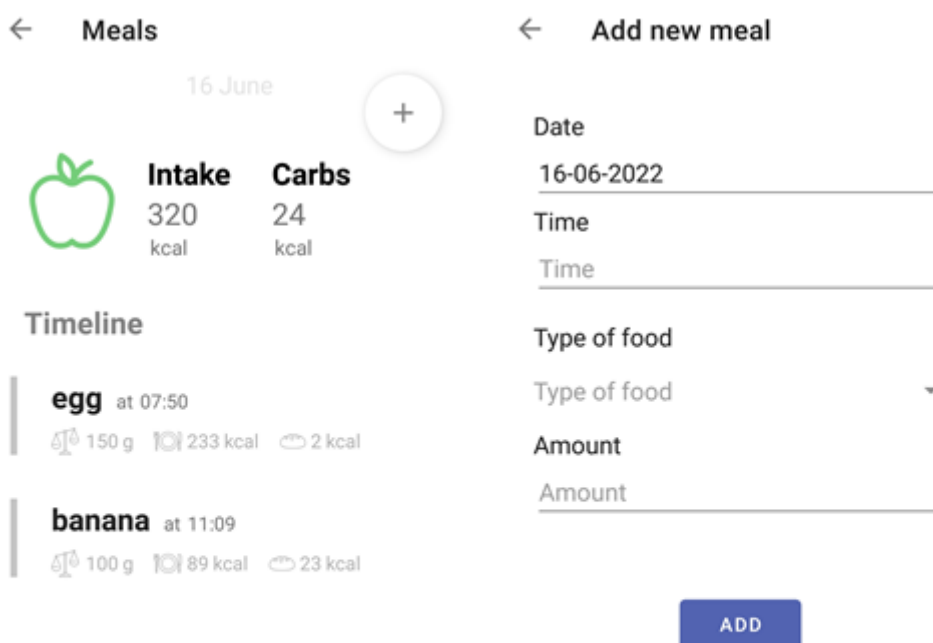 Meals
16 June
+
Intake Carbs
320 24
kcal kcal
Timeline
egg at 07:50
150 g 233 kcal 2 kcal
banana at 11:09
100 g 89 kcal 23 kcal
Add new meal
Date
16-06-2022
Time
Time
Type of food
Type of food
Amount
Amount
ADD